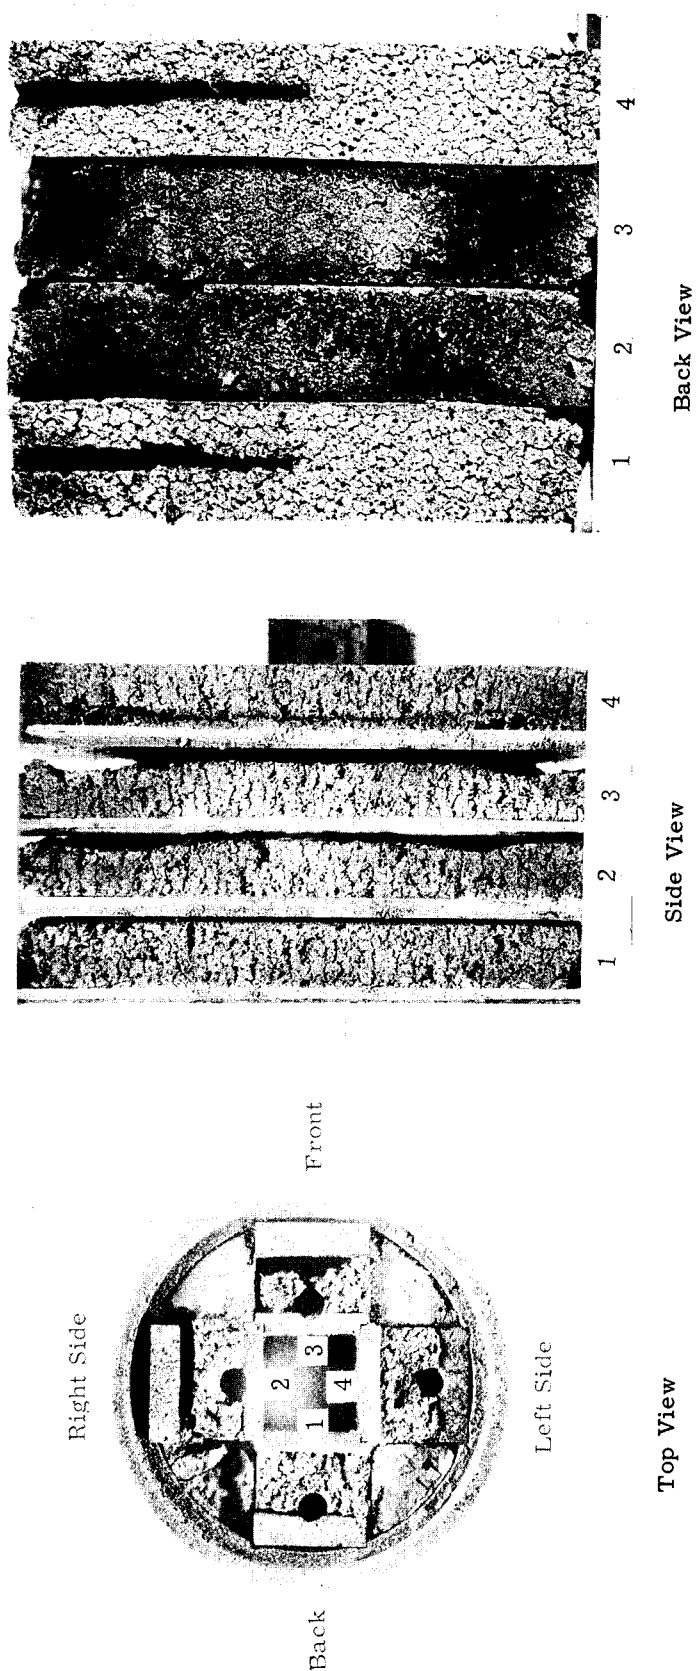 Right Side
2
Back
1 3
Front
4
Left Side
Top View
1 2 3 4
Side View
1 2 3 4
Back View